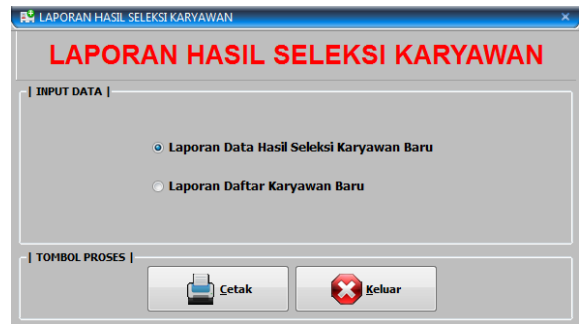 LAPORAN HASIL SELEKSI KARYAWAN
LAPORAN HASIL SELEKSI KARYAWAN
| INPUT DATA |
Laporan Data Hasil Seleksi Karyawan Baru
Laporan Daftar Karyawan Baru
| TOMBOL PROSES |
Cetak
Keluar